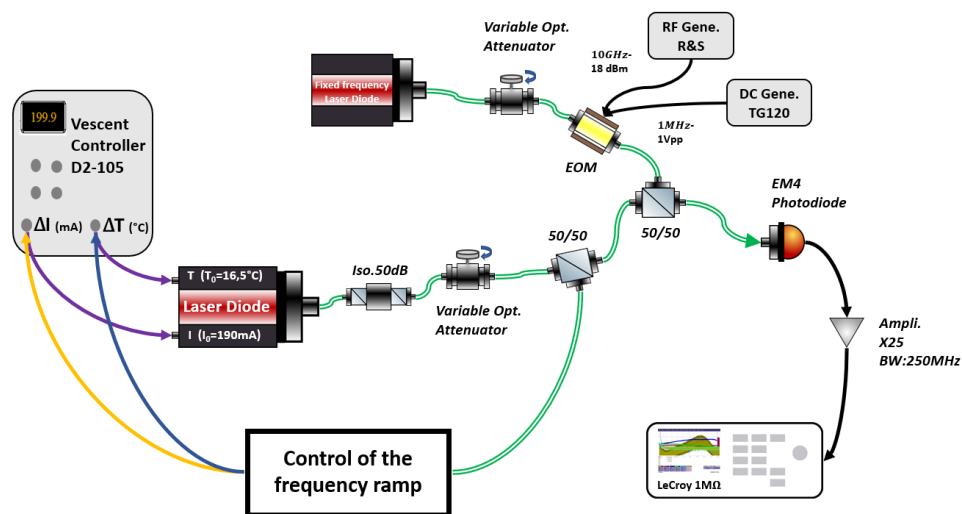 Variable Opt.
Attenuator
RF Gene.
R&S
10GHz-
18 dBm
DC Gene.
TG120
1MHz-
1Vpp
Fixed frequency
Laser Diode
EOM
199.9
Vescent
Controller
D2-105
ΔI (mA)
ΔT (°C)
EM4
Photodiode
50/50
50/50
T (T₀=16,5°C)
Laser Diode
I (I₀=190mA)
Iso.50dB
Variable Opt.
Attenuator
Ampli.
X25
BW:250MHz
Control of the
frequency ramp
LeCroy 1MΩ